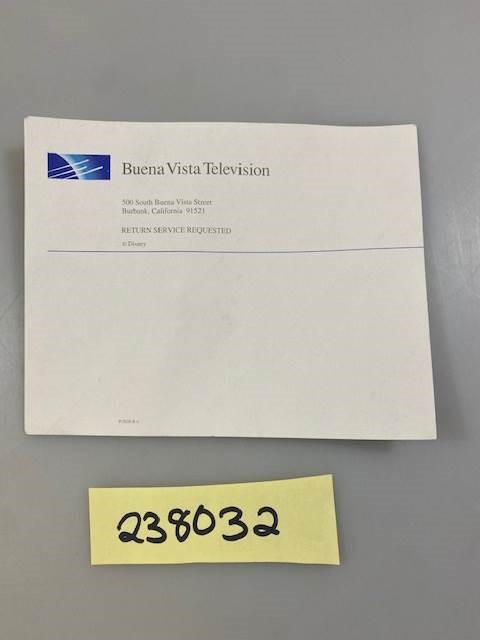 Buena Vista Television
500 South Buena Vista Street
Burbank, California 91521
RETURN SERVICE REQUESTED
© Disney
238032